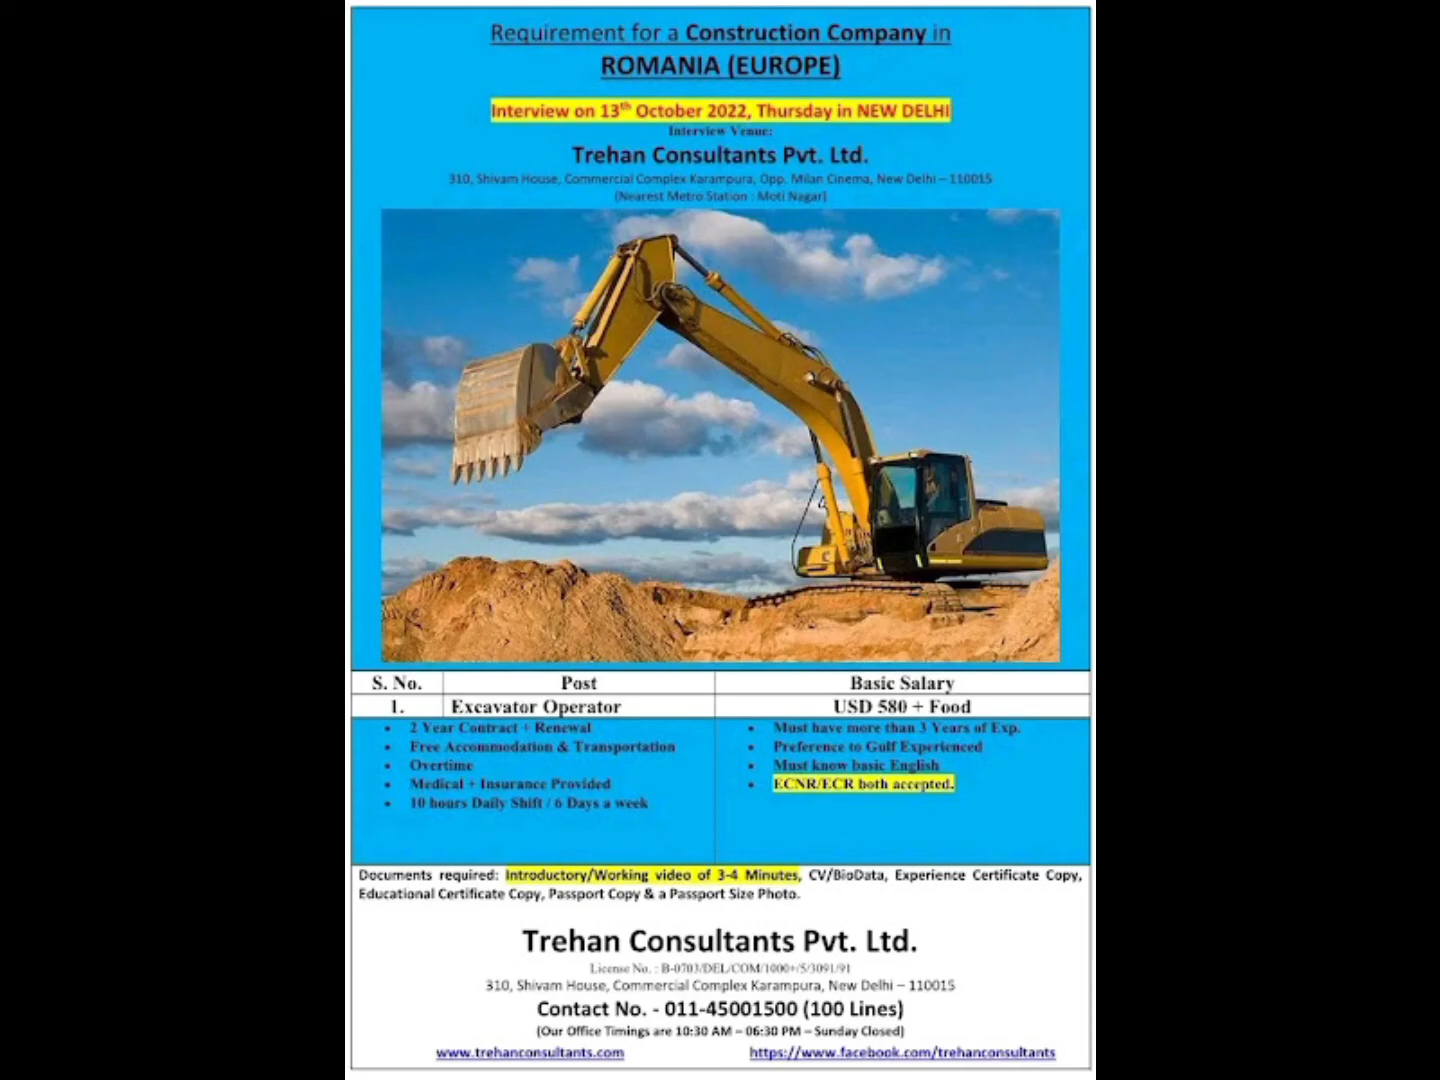 Requirement for a Construction Company in
ROMANIA (EUROPE)
Interview on 13th October 2022, Thursday in NEW DELHI
Interview Venue:
Trehan Consultants Pvt. Ltd.
310, Shivam House, Commercial Complex Karampura, Opp. Milan Cinema, New Delhi – 110015
(Nearest Metro Station : Moti Nagar)
S. No. Post Basic Salary
1. Excavator Operator USD 580 + Food
• 2 Year Contract + Renewal
• Free Accommodation & Transportation
• Overtime
• Medical + Insurance Provided
• 10 hours Daily Shift / 6 Days a week
• Must have more than 3 Years of Exp.
• Preference to Gulf Experienced
• Must know basic English
• ECNR/ECR both accepted.
Documents required: Introductory/Working video of 3-4 Minutes, CV/BioData, Experience Certificate Copy,
Educational Certificate Copy, Passport Copy & a Passport Size Photo.
Trehan Consultants Pvt. Ltd.
License No. : B-0703/DEL/COM/1000+/5/3091/91
310, Shivam House, Commercial Complex Karampura, New Delhi – 110015
Contact No. - 011-45001500 (100 Lines)
(Our Office Timings are 10:30 AM – 06:30 PM – Sunday Closed)
www.trehanconsultants.com https://www.facebook.com/trehanconsultants